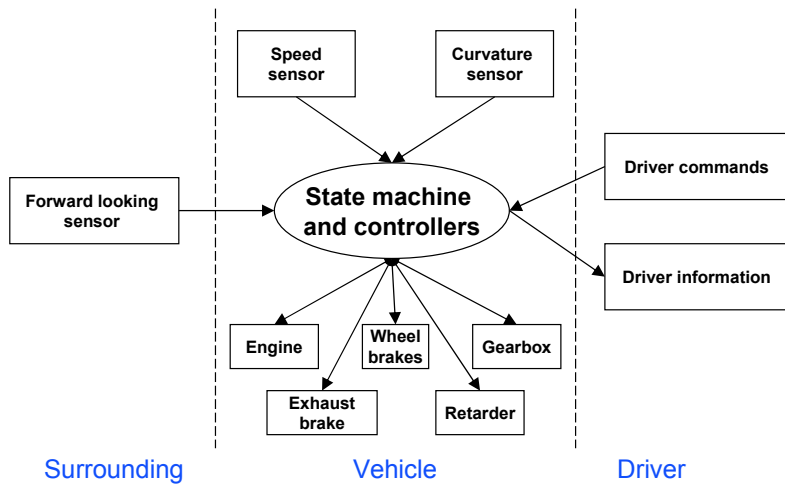 Speed
sensor
Curvature
sensor
Driver commands
Forward looking
sensor
State machine
and controllers
Driver information
Engine
Wheel
brakes
Gearbox
Exhaust
brake
Retarder
Surrounding
Vehicle
Driver